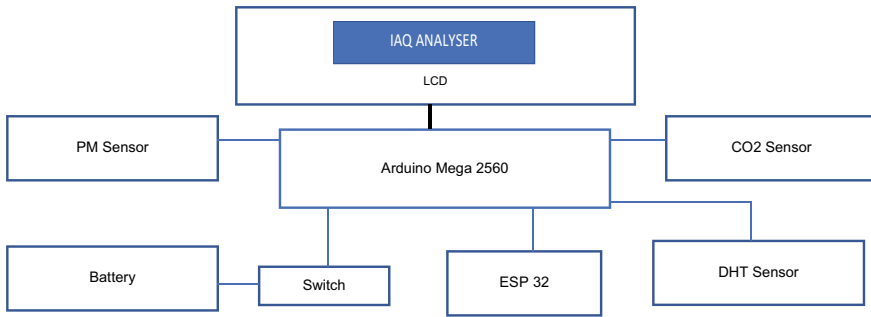 IAQ ANALYSER
LCD
PM Sensor
Arduino Mega 2560
CO2 Sensor
Battery
Switch
ESP 32
DHT Sensor